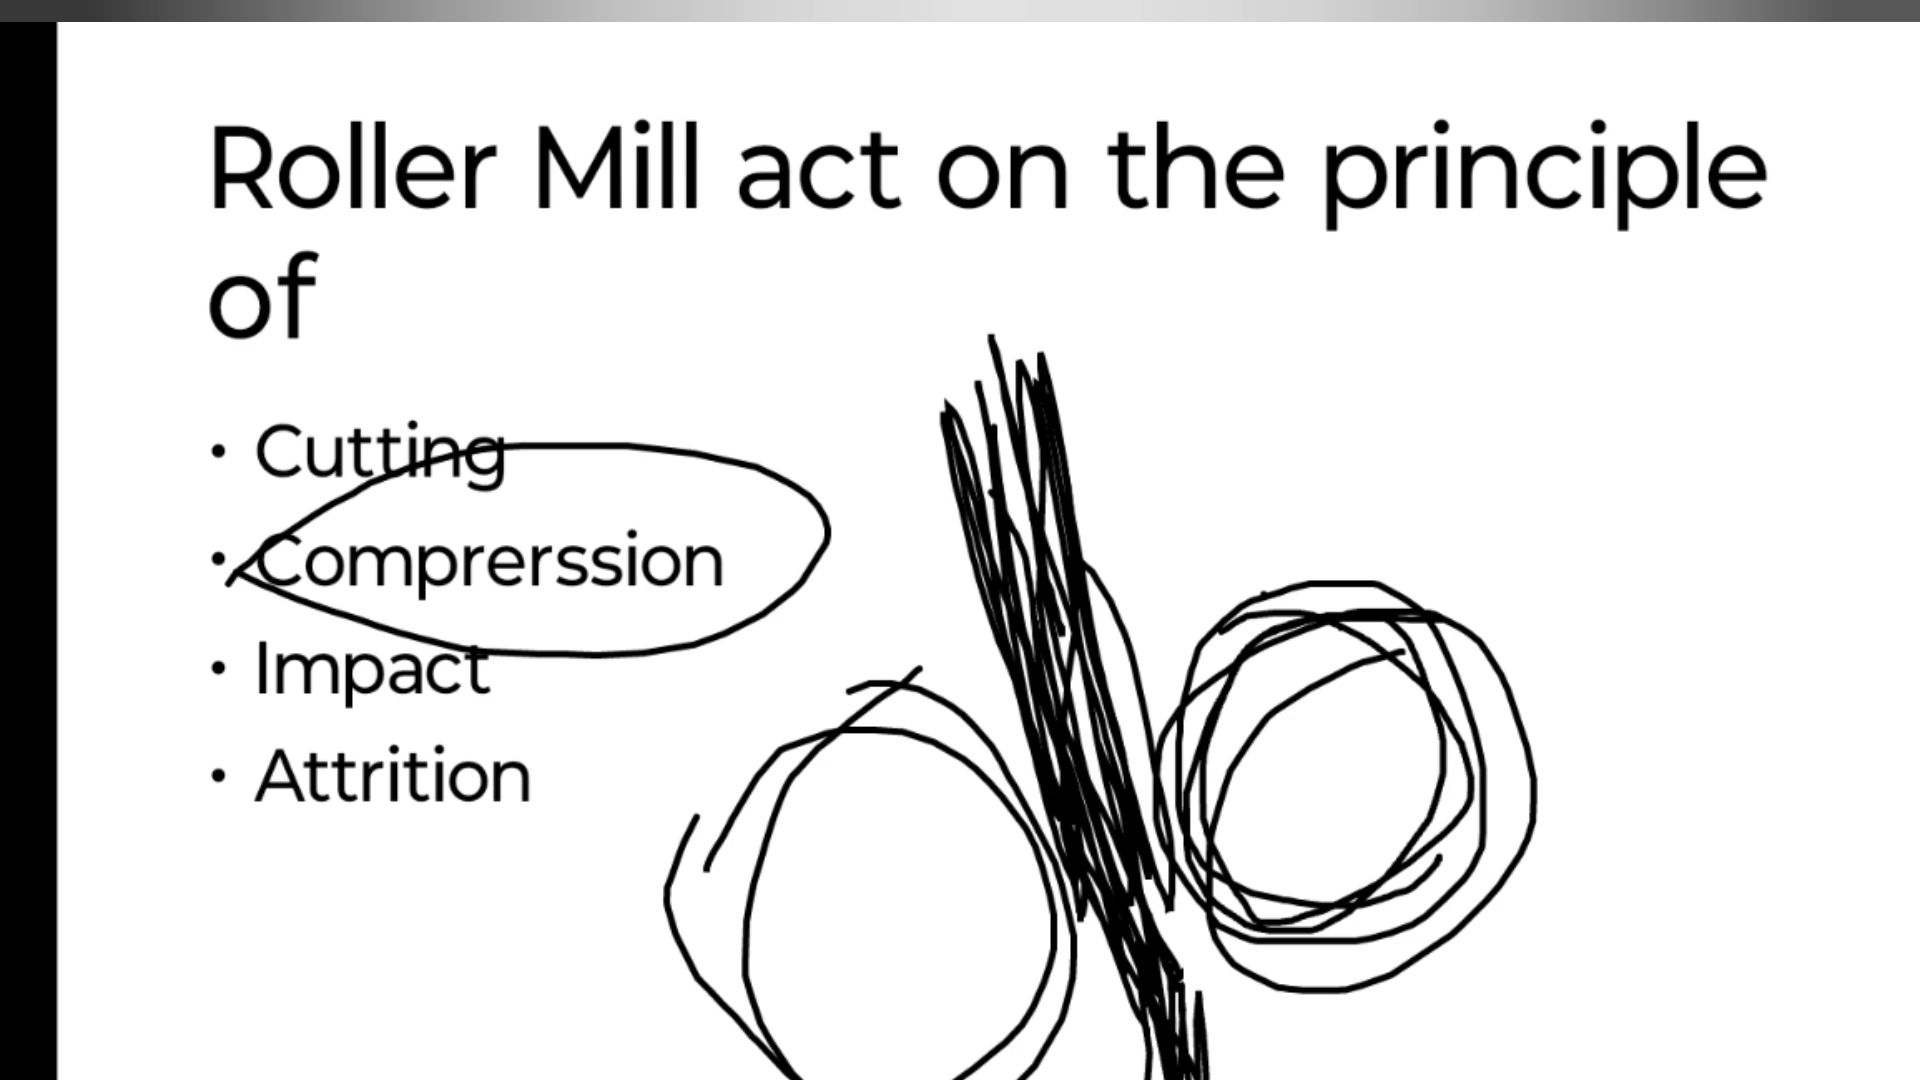 Roller Mill act on the principle
of
• Cutting
• Comprerssion
• Impact
• Attrition